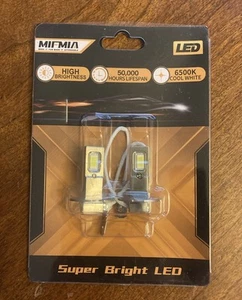 MIFMIA
LED
HIGH
BRIGHTNESS
50,000
HOURS LIFESPAN
6500K
COOL WHITE
Super Bright LED